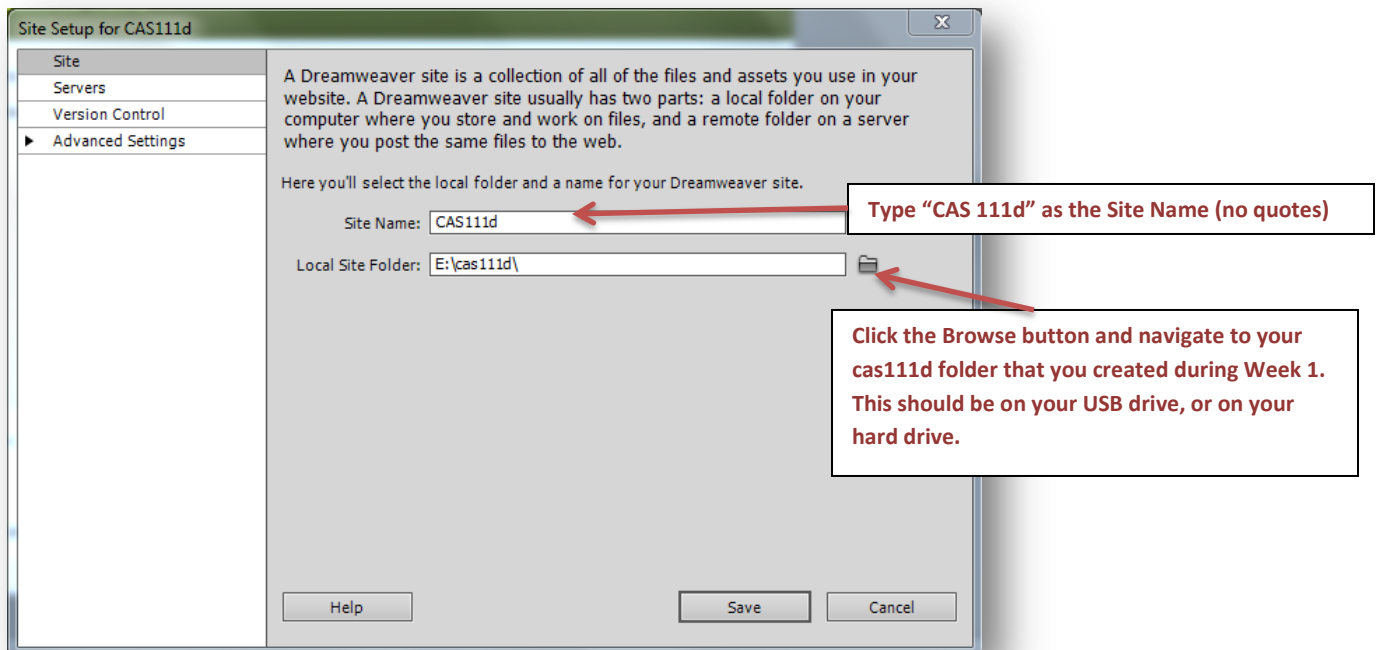 Site Setup for CAS111d
X
Site
Servers
Version Control
Advanced Settings
A Dreamweaver site is a collection of all of the files and assets you use in your
website. A Dreamweaver site usually has two parts: a local folder on your
computer where you store and work on files, and a remote folder on a server
where you post the same files to the web.
Here you'll select the local folder and a name for your Dreamweaver site.
Site Name: CAS111d
Type “CAS 111d” as the Site Name (no quotes)
Local Site Folder: E:\cas111d\
Click the Browse button and navigate to your
cas111d folder that you created during Week 1.
This should be on your USB drive, or on your
hard drive.
Help
Save
Cancel